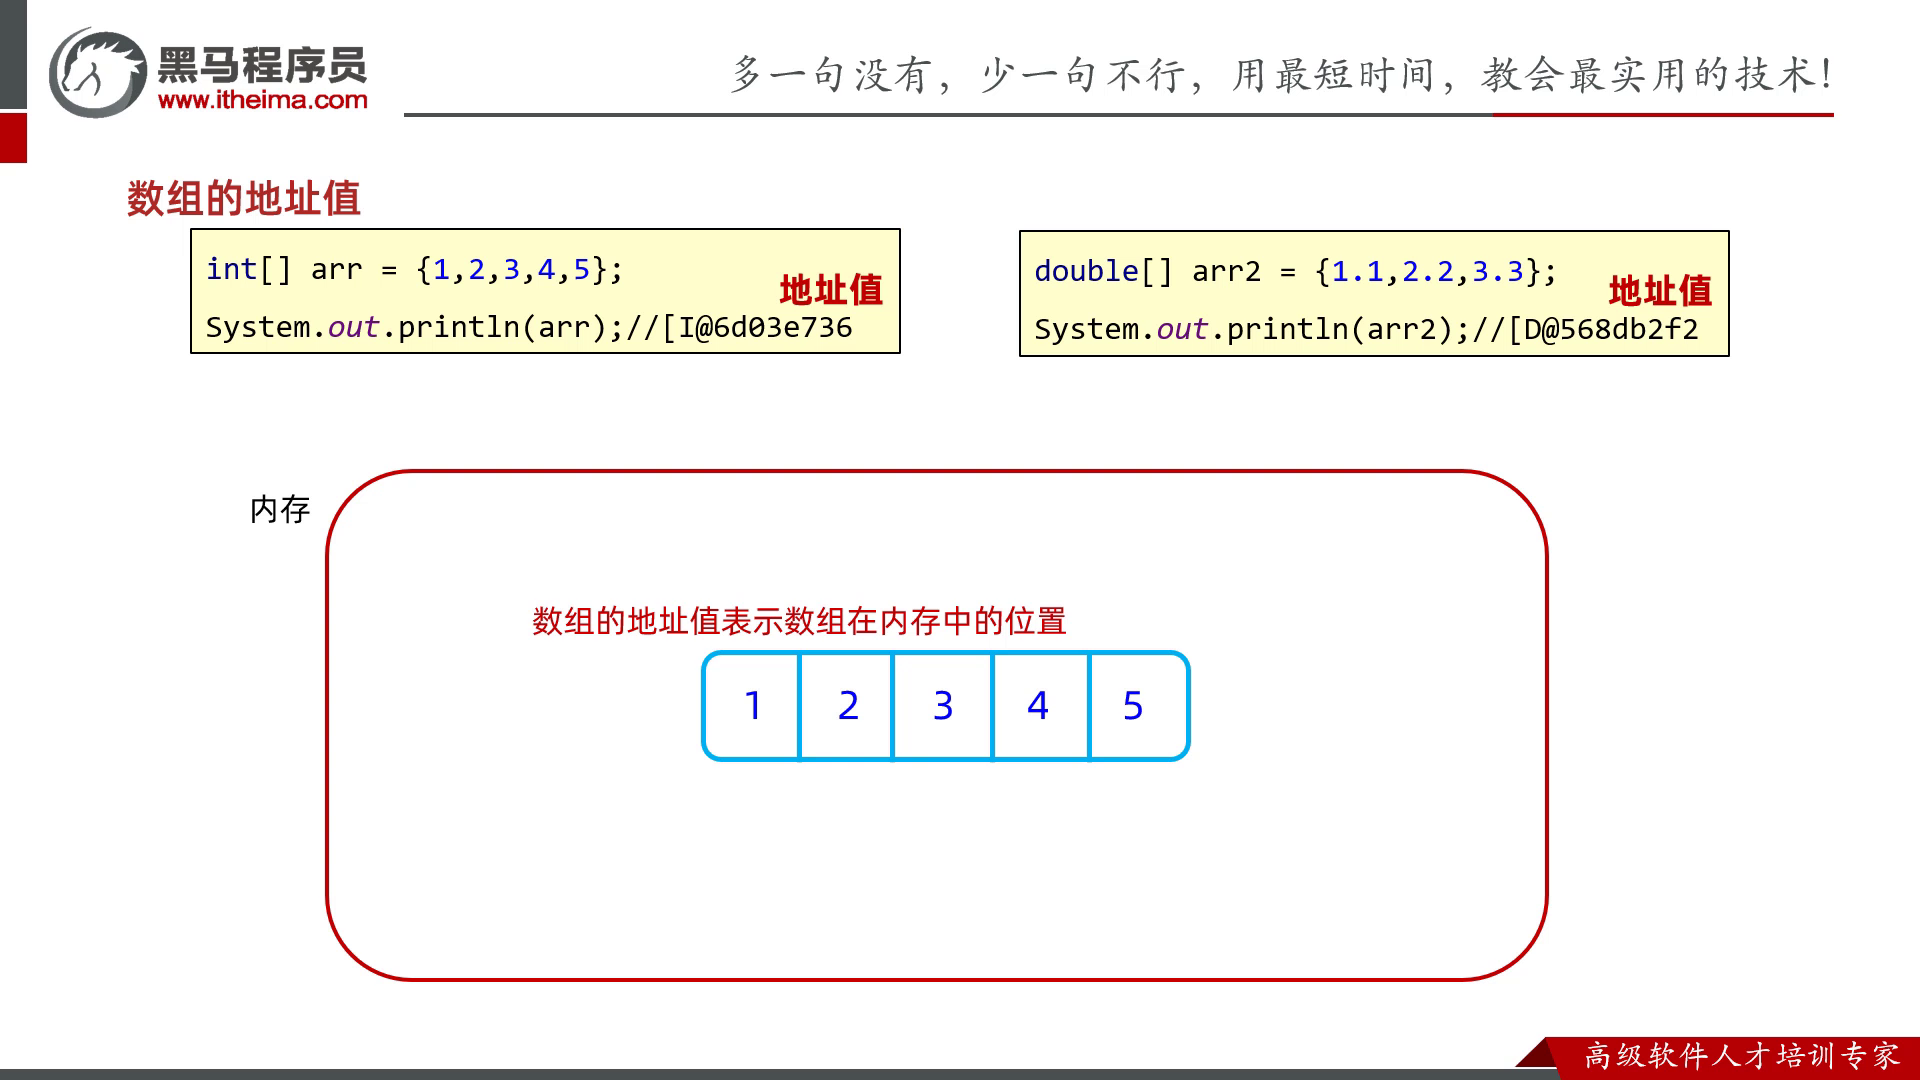 黑马程序员
www.itheima.com
多一句没有，少一句不行，用最短时间，教会最实用的技术！
数组的地址值
int[] arr = {1,2,3,4,5};
地址值
System.out.println(arr);//[I@6d03e736
double[] arr2 = {1.1,2.2,3.3};
地址值
System.out.println(arr2);//[D@568db2f2
内存
数组的地址值表示数组在内存中的位置
1 2 3 4 5
高级软件人才培训专家